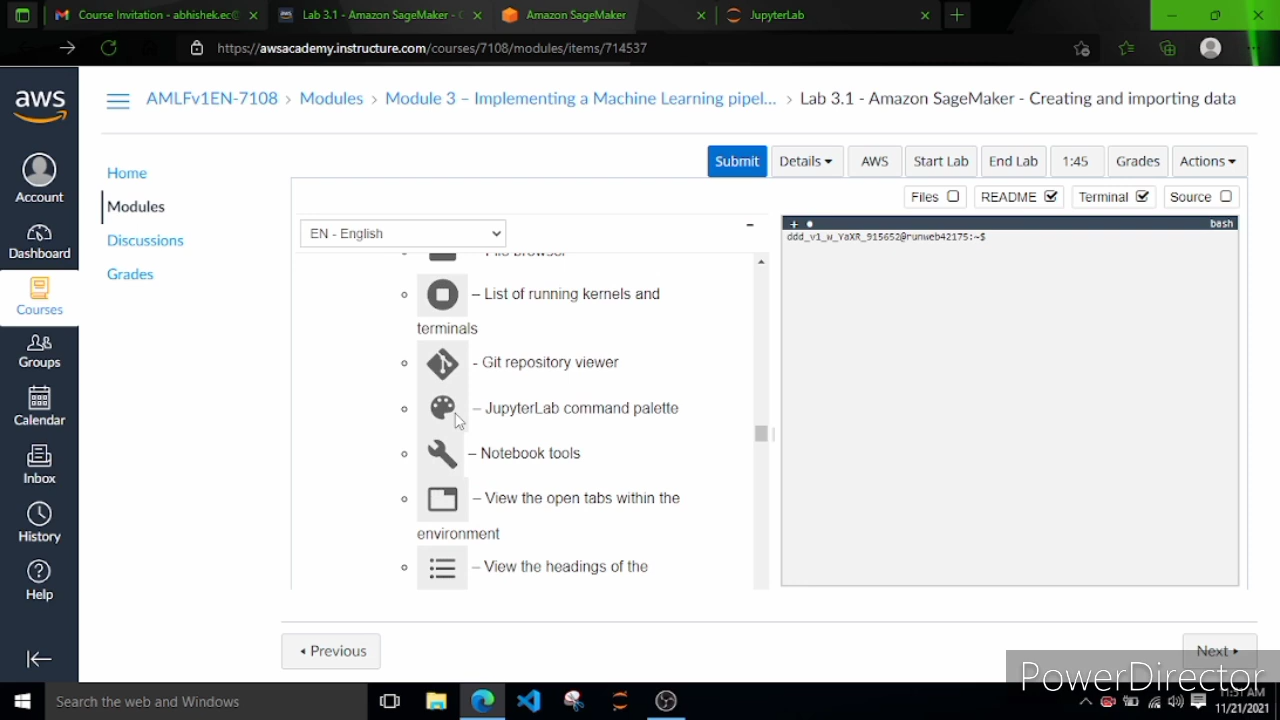 Course Invitation - abhishek.ec@
Lab 3.1 - Amazon SageMaker - C
Amazon SageMaker
JupyterLab
https://awsacademy.instructure.com/courses/7108/modules/items/714537
aws
Account
Dashboard
Courses
Groups
Calendar
Inbox
History
Help
AMLFv1EN-7108 › Modules › Module 3 – Implementing a Machine Learning pipel... › Lab 3.1 - Amazon SageMaker - Creating and importing data
Home
Modules
Discussions
Grades
Submit
Details
AWS
Start Lab
End Lab
1:45
Grades
Actions
Files
README
Terminal
Source
EN - English
– File browser
– List of running kernels and
terminals
- Git repository viewer
– JupyterLab command palette
– Notebook tools
– View the open tabs within the
environment
– View the headings of the
bash
ddd_v1_w_YaXR_915652@runweb42175:~$
Previous
Next
PowerDirector
Search the web and Windows
11:31 AM
11/21/2021